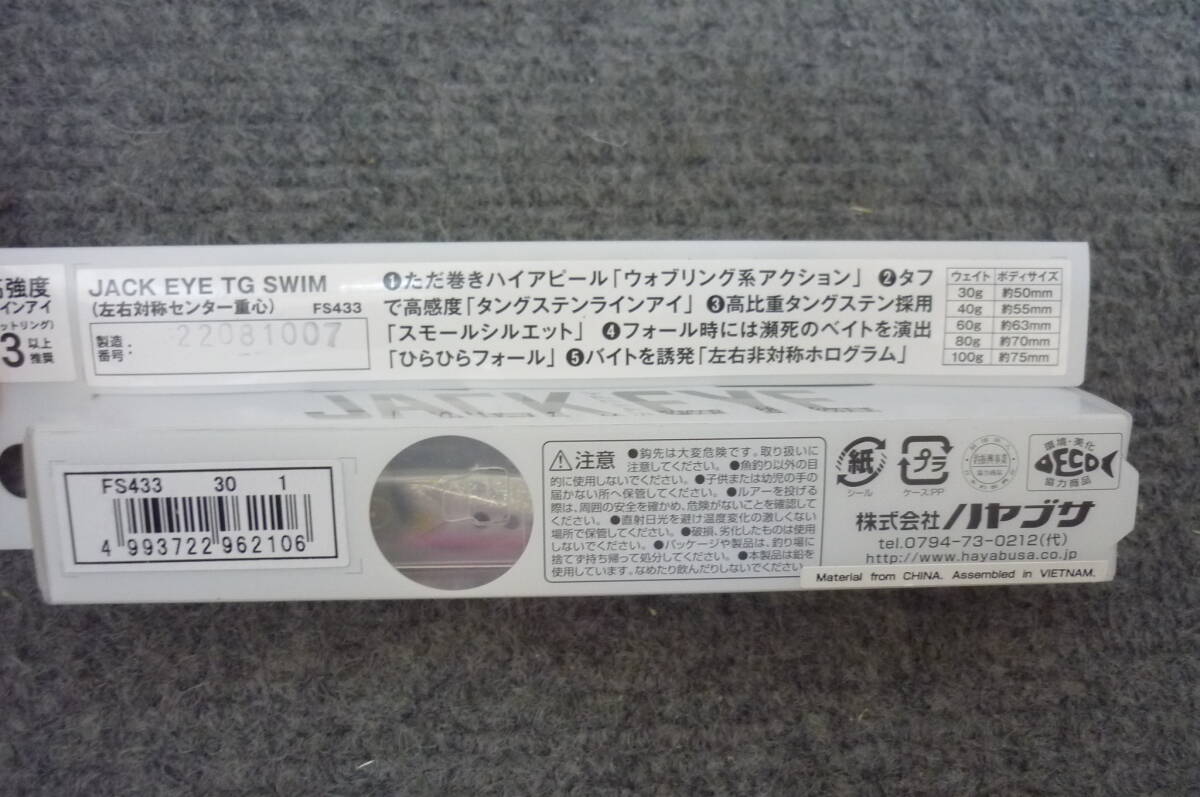 高強度
インアイ
ットリング)
3以上
推奨
JACK EYE TG SWIM
(左右対称センター重心) FS433
製造番号: 22081007
❶ただ巻きハイアピール「ウォブリング系アクション」 ❷タフ
で高感度「タングステンラインアイ」 ❸高比重タングステン採用
「スモールシルエット」 ❹フォール時には瀕死のベイトを演出
「ひらひらフォール」 ❺バイトを誘発「左右非対称ホログラム」
ウェイト ボディサイズ
30g 約50mm
40g 約55mm
60g 約63mm
80g 約70mm
100g 約75mm
JACK EYE
FS433 30 1
4 993722 962106
⚠注意 ●鈎先は大変危険です。取り扱いに
注意してください。 ●魚釣り以外の目
的に使用しないでください。 ●子供または幼児の手の
届かない所へ保管してください。 ●ルアーを投げる
際は、周囲の安全を確かめ、危険がないことを確認して
ください。 ●直射日光を避け温度変化の激しくない
場所で保管してください。 ●破損、劣化したものは使用
しないでください。 ●パッケージや製品は、釣り場に
捨てず持ち帰って処分してください。 ●本製品は鉛を
使用しています。なめたり飲んだりしないでください。
紙
シール
プラ
ケースPP
環境・美化
ECO
協力商品
株式会社ハヤブサ
tel.0794-73-0212(代)
http://www.hayabusa.co.jp
Material from CHINA. Assembled in VIETNAM.